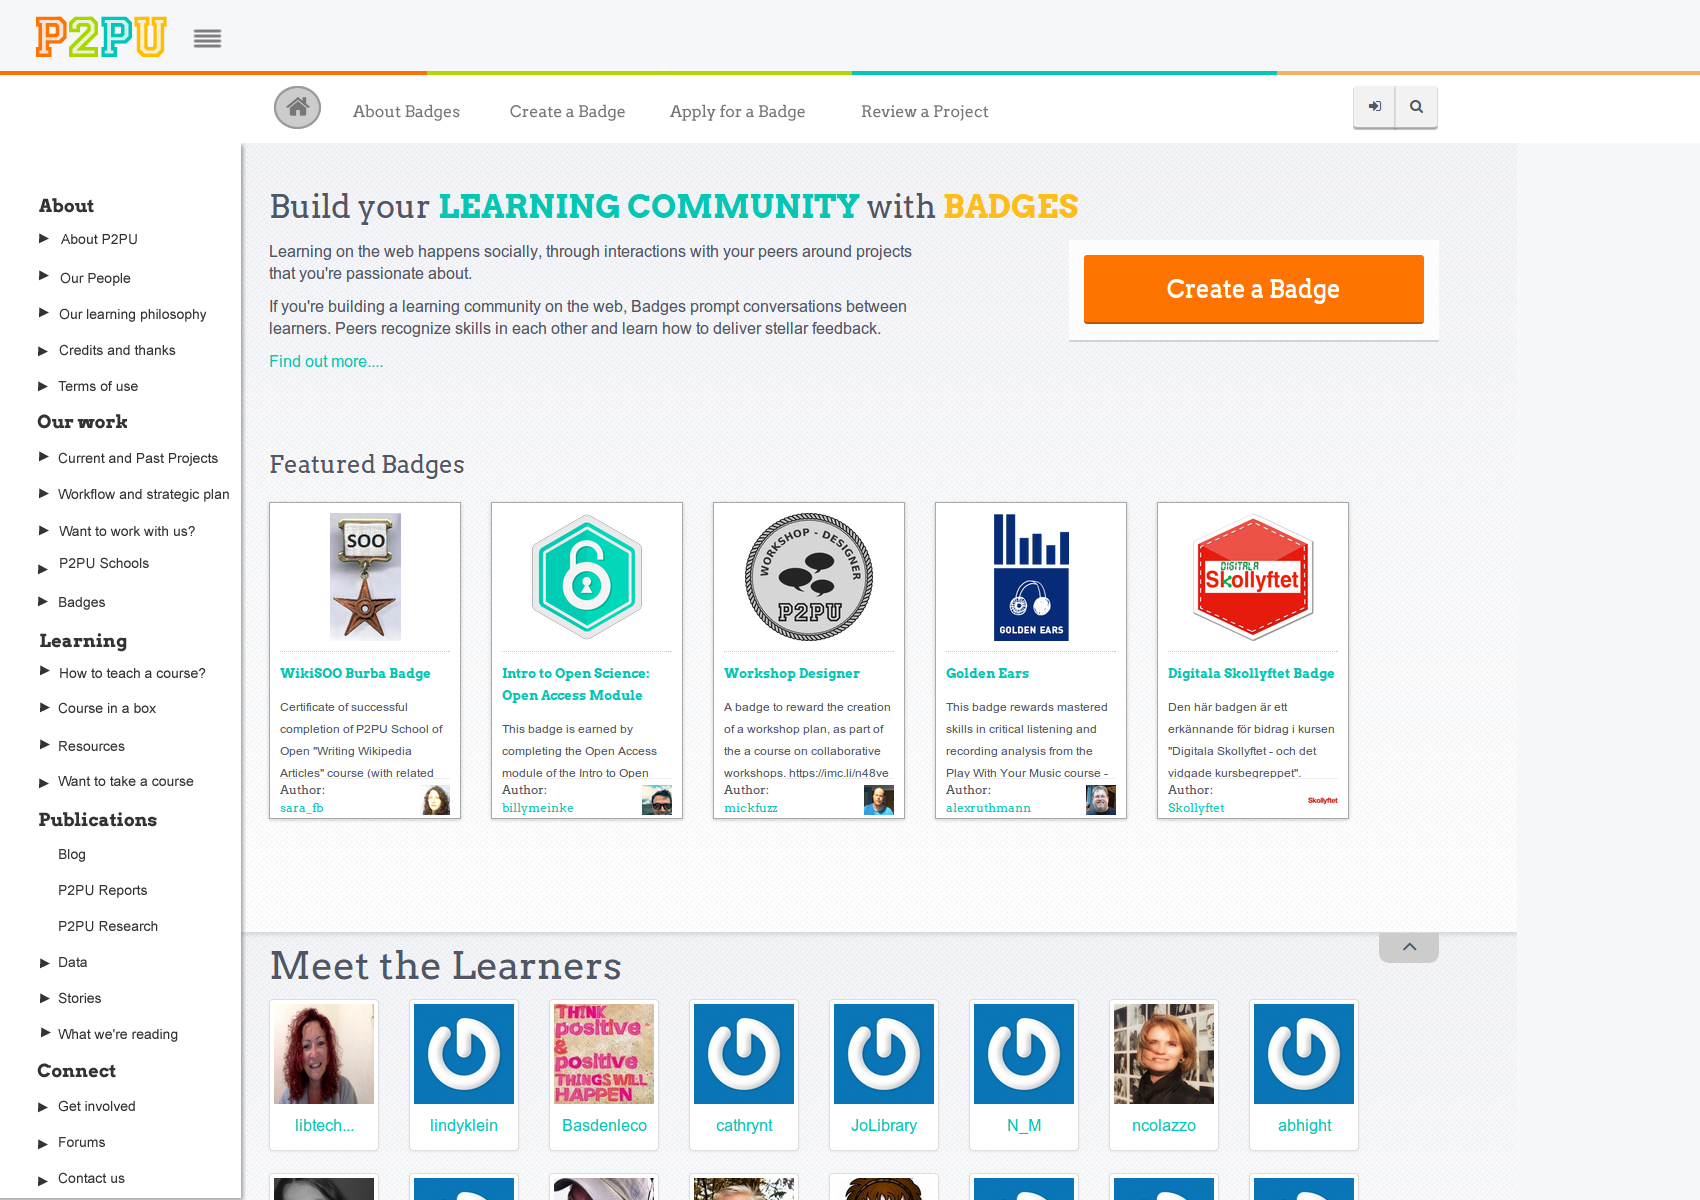 P2PU
About Badges
Create a Badge
Apply for a Badge
Review a Project
About
About P2PU
Our People
Our learning philosophy
Credits and thanks
Terms of use
Our work
Current and Past Projects
Workflow and strategic plan
Want to work with us?
P2PU Schools
Badges
Learning
How to teach a course?
Course in a box
Resources
Want to take a course
Publications
Blog
P2PU Reports
P2PU Research
Data
Stories
What we're reading
Connect
Get involved
Forums
Contact us
Build your LEARNING COMMUNITY with BADGES
Learning on the web happens socially, through interactions with your peers around projects
that you're passionate about.
If you're building a learning community on the web, Badges prompt conversations between
learners. Peers recognize skills in each other and learn how to deliver stellar feedback.
Find out more....
Create a Badge
Featured Badges
SOO
WikiSOO Burba Badge
Certificate of successful
completion of P2PU School of
Open "Writing Wikipedia
Articles" course (with related
Author:
sara_fb
Intro to Open Science:
Open Access Module
This badge is earned by
completing the Open Access
module of the Intro to Open
Author:
billymeinke
WORKSHOP - DESIGNER
P2PU
Workshop Designer
A badge to reward the creation
of a workshop plan, as part of
the a course on collaborative
workshops. https://imc.li/n48ve
Author:
mickfuzz
GOLDEN EARS
Golden Ears
This badge rewards mastered
skills in critical listening and
recording analysis from the
Play With Your Music course -
Author:
alexruthmann
DIGITALA
Skollyftet
Digitala Skollyftet Badge
Den här badgen är ett
erkännande för bidrag i kursen
"Digitala Skollyftet - och det
vidgade kursbegreppet".
Author:
Skollyftet
Skollyftet
Meet the Learners
THINK
positive
&
positive
THINGS WILL
HAPPEN
libtech...
lindyklein
Basdenleco
cathrynt
JoLibrary
N_M
ncolazzo
abhight